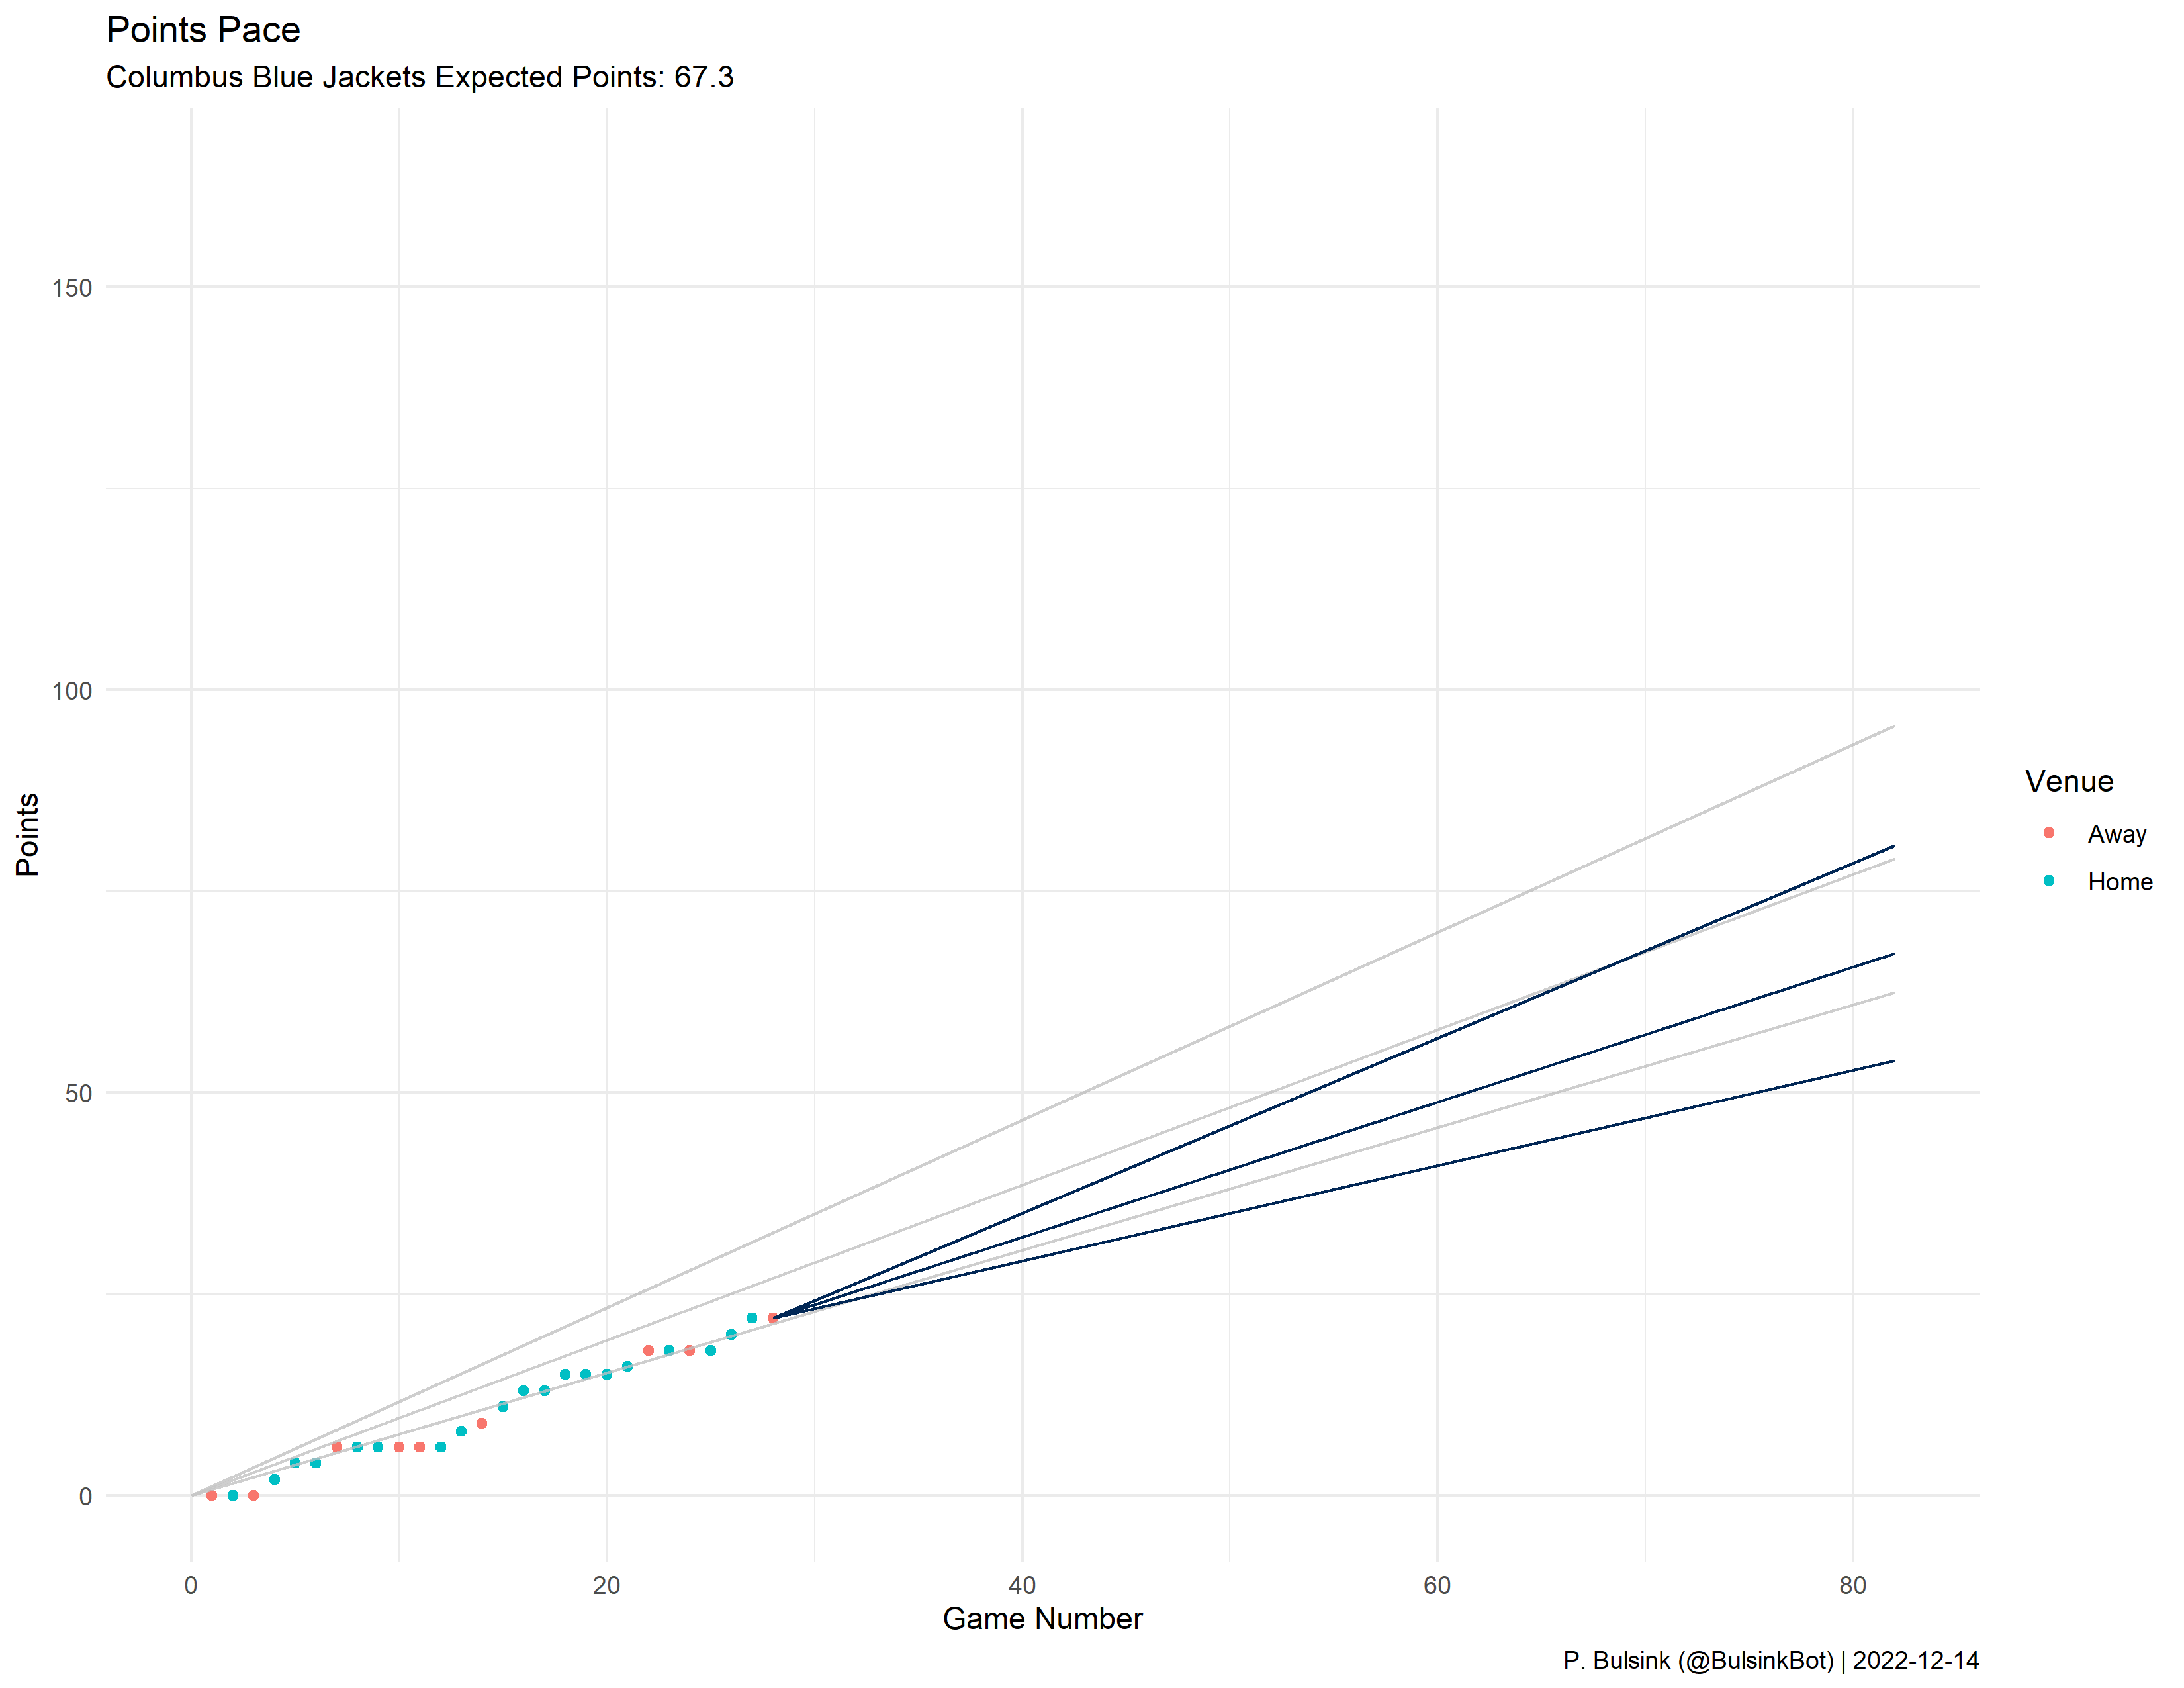 Points Pace
Columbus Blue Jackets Expected Points: 67.3
150
100
50
0
Points
0 20 40 60 80
Game Number
Venue
Away
Home
P. Bulsink (@BulsinkBot) | 2022-12-14